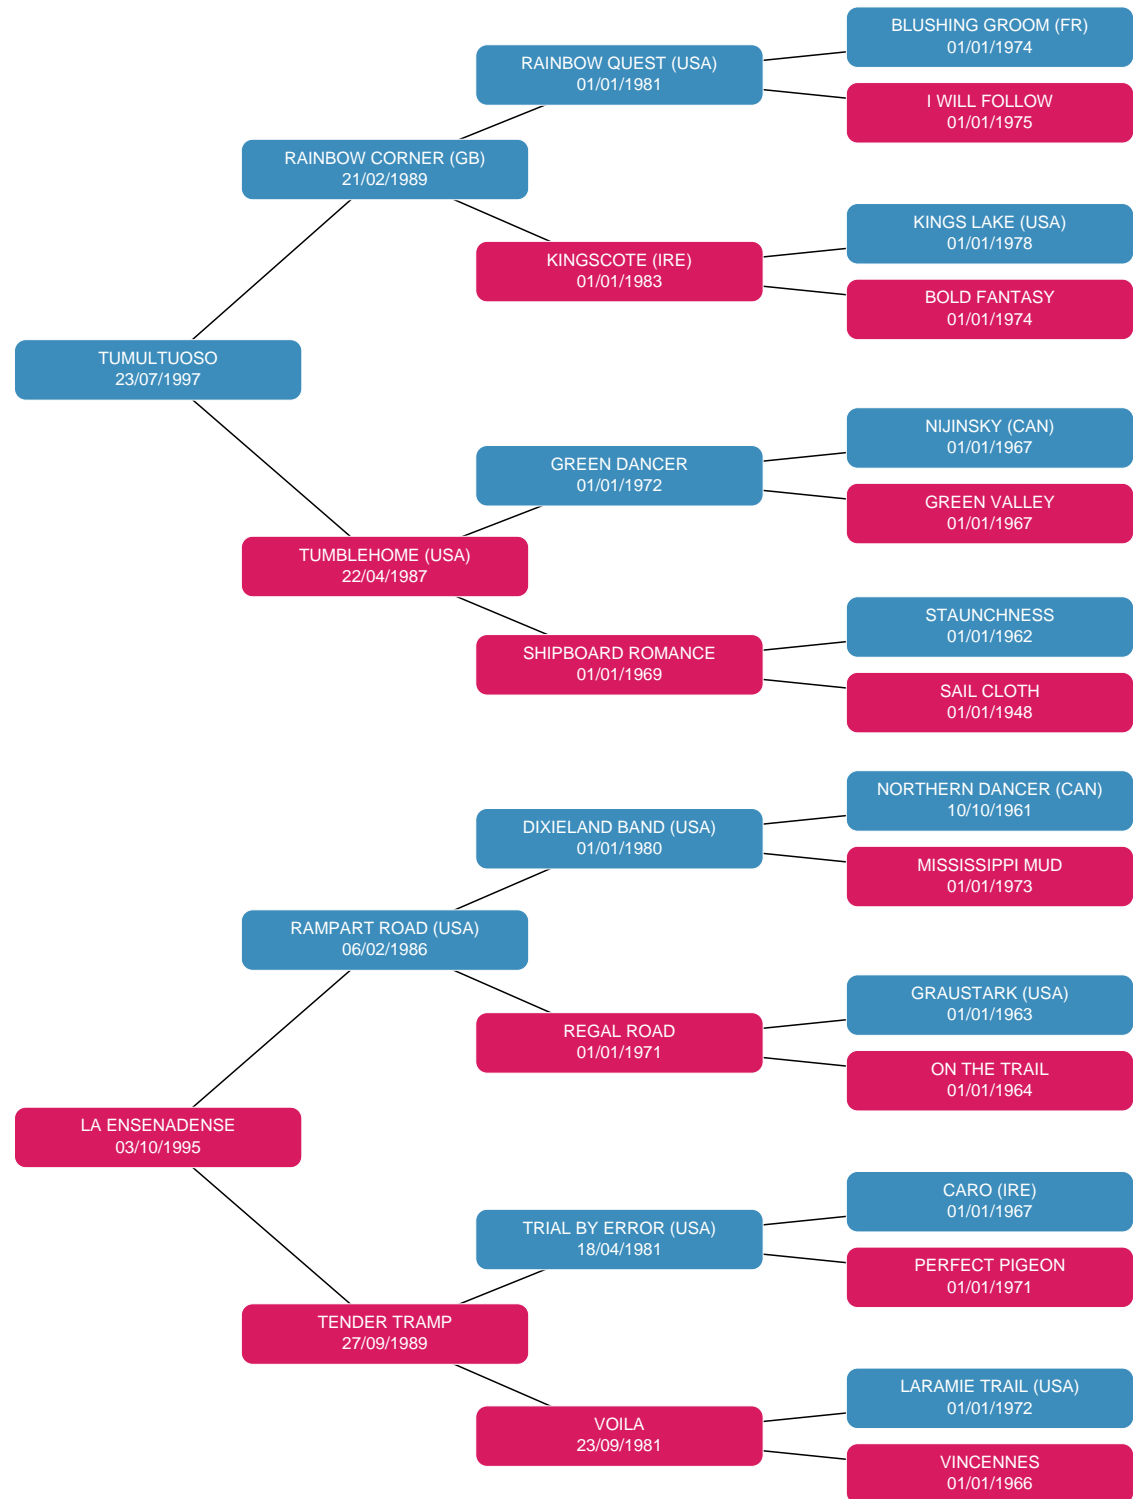 BLUSHING GROOM (FR)
01/01/1974
RAINBOW QUEST (USA)
01/01/1981
I WILL FOLLOW
01/01/1975
RAINBOW CORNER (GB)
21/02/1989
KINGS LAKE (USA)
01/01/1978
KINGSCOTE (IRE)
01/01/1983
BOLD FANTASY
01/01/1974
TUMULTUOSO
23/07/1997
NIJINSKY (CAN)
01/01/1967
GREEN DANCER
01/01/1972
GREEN VALLEY
01/01/1967
TUMBLEHOME (USA)
22/04/1987
STAUNCHNESS
01/01/1962
SHIPBOARD ROMANCE
01/01/1969
SAIL CLOTH
01/01/1948
NORTHERN DANCER (CAN)
10/10/1961
DIXIELAND BAND (USA)
01/01/1980
MISSISSIPPI MUD
01/01/1973
RAMPART ROAD (USA)
06/02/1986
GRAUSTARK (USA)
01/01/1963
REGAL ROAD
01/01/1971
ON THE TRAIL
01/01/1964
LA ENSENADENSE
03/10/1995
CARO (IRE)
01/01/1967
TRIAL BY ERROR (USA)
18/04/1981
PERFECT PIGEON
01/01/1971
TENDER TRAMP
27/09/1989
LARAMIE TRAIL (USA)
01/01/1972
VOILA
23/09/1981
VINCENNES
01/01/1966